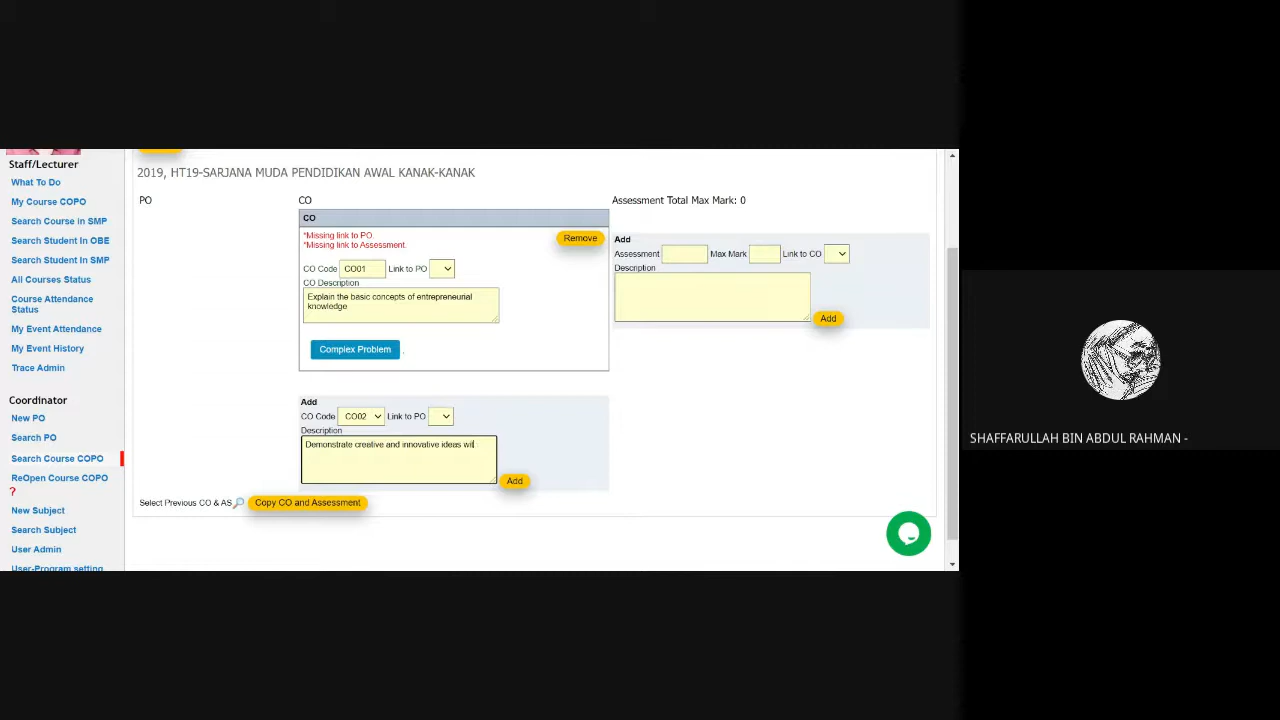 Staff/Lecturer
What To Do
My Course COPO
Search Course in SMP
Search Student In OBE
Search Student In SMP
All Courses Status
Course Attendance
Status
My Event Attendance
My Event History
Trace Admin
Coordinator
New PO
Search PO
Search Course COPO
ReOpen Course COPO
?
New Subject
Search Subject
User Admin
User-Program setting
2019, HT19-SARJANA MUDA PENDIDIKAN AWAL KANAK-KANAK
PO
CO
CO
*Missing link to PO.
*Missing link to Assessment.
Remove
CO Code CO01 Link to PO
CO Description
Explain the basic concepts of entrepreneurial
knowledge
Complex Problem .
Add
CO Code CO02 Link to PO
Description
Demonstrate creative and innovative ideas wit
Add
Select Previous CO & AS Copy CO and Assessment
Assessment Total Max Mark: 0
Add
Assessment Max Mark Link to CO
Description
Add
SHAFFARULLAH BIN ABDUL RAHMAN -